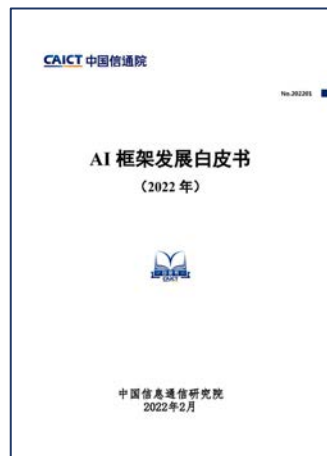 CAICT 中国信通院
No.202201
AI 框架发展白皮书
（2022 年）
CAICT
中国信息通信研究院
2022年2月